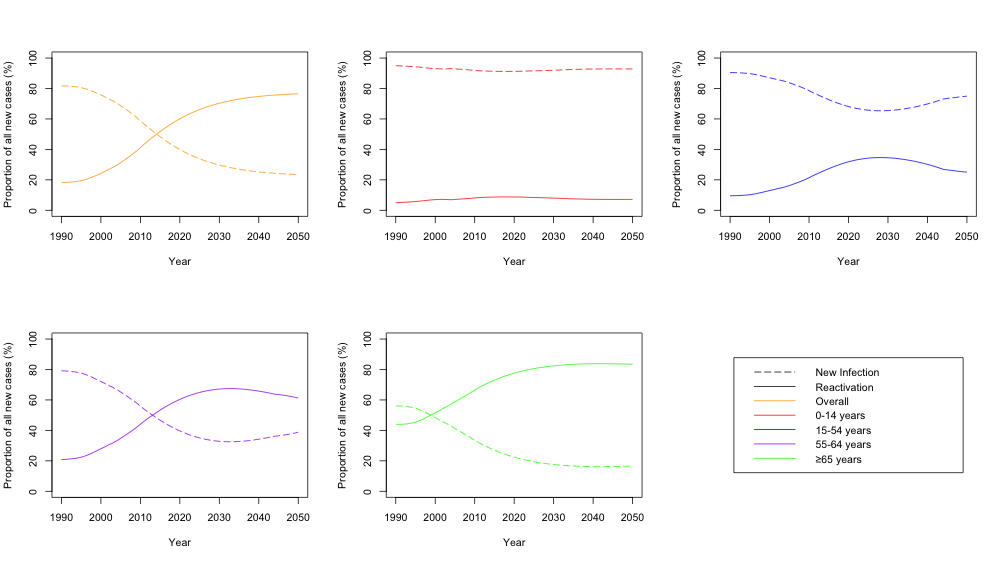 Proportion of all new cases (%)
0 20 40 60 80 100
1990 2000 2010 2020 2030 2040 2050
Year
Proportion of all new cases (%)
0 20 40 60 80 100
1990 2000 2010 2020 2030 2040 2050
Year
Proportion of all new cases (%)
0 20 40 60 80 100
1990 2000 2010 2020 2030 2040 2050
Year
Proportion of all new cases (%)
0 20 40 60 80 100
1990 2000 2010 2020 2030 2040 2050
Year
Proportion of all new cases (%)
0 20 40 60 80 100
1990 2000 2010 2020 2030 2040 2050
Year
New Infection
Reactivation
Overall
0-14 years
15-54 years
55-64 years
≥65 years